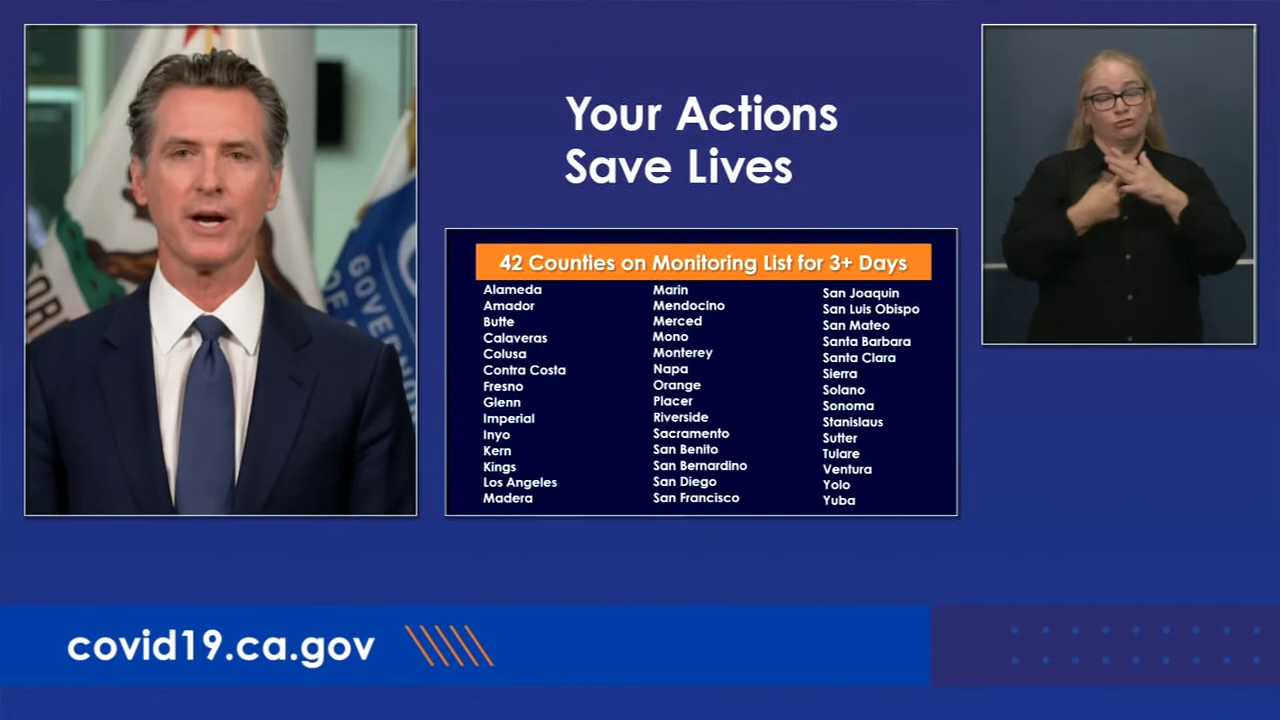 Your Actions
Save Lives
42 Counties on Monitoring List for 3+ Days
Alameda
Amador
Butte
Calaveras
Colusa
Contra Costa
Fresno
Glenn
Imperial
Inyo
Kern
Kings
Los Angeles
Madera
Marin
Mendocino
Merced
Mono
Monterey
Napa
Orange
Placer
Riverside
Sacramento
San Benito
San Bernardino
San Diego
San Francisco
San Joaquin
San Luis Obispo
San Mateo
Santa Barbara
Santa Clara
Sierra
Solano
Sonoma
Stanislaus
Sutter
Tulare
Ventura
Yolo
Yuba
covid19.ca.gov